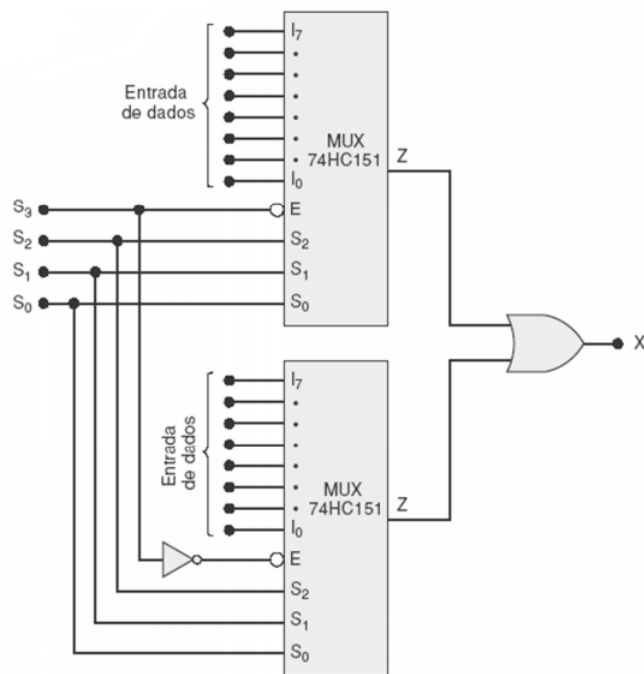 I7
Entrada
de dados
MUX
74HC151
Z
I0
S3
E
S2
S2
S1
S1
S0
S0
X
I7
Entrada
de dados
MUX
74HC151
Z
I0
E
S2
S1
S0